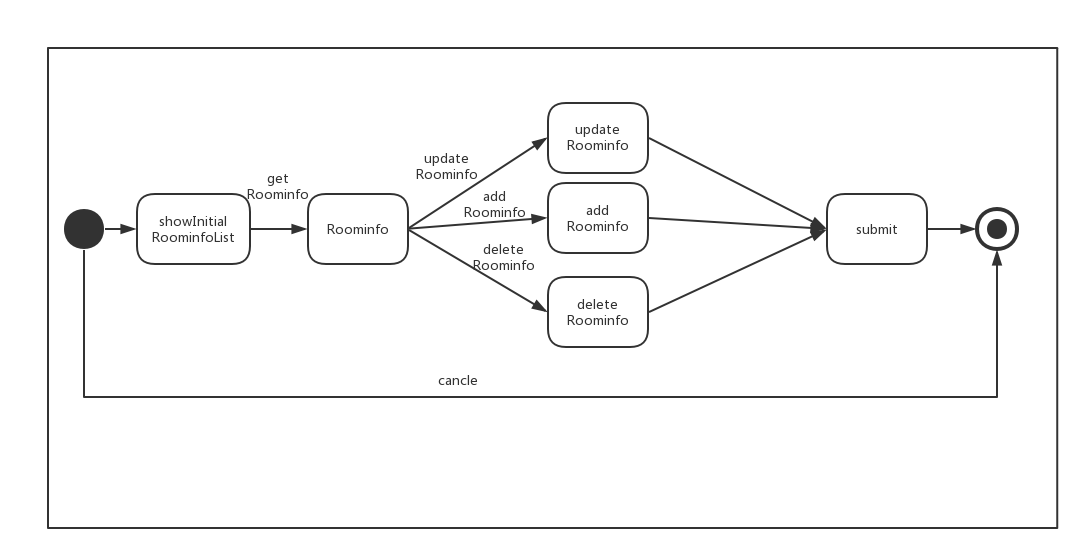 showInitial
RoominfoList
get
Roominfo
Roominfo
update
Roominfo
add
Roominfo
delete
Roominfo
update
Roominfo
add
Roominfo
delete
Roominfo
submit
cancle